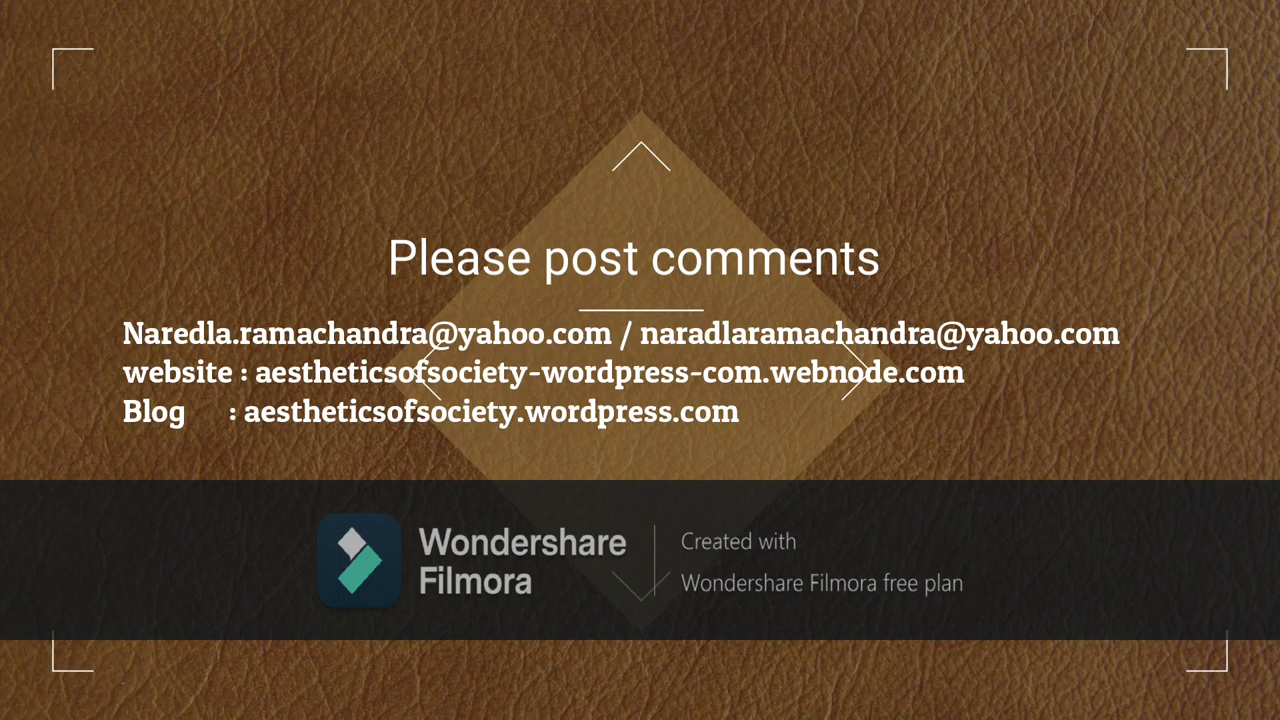 Please post comments
Naredla.ramachandra@yahoo.com / naradlaramachandra@yahoo.com
website : aestheticsofsociety-wordpress-com.webnode.com
Blog : aestheticsofsociety.wordpress.com
Wondershare
Filmora
Created with
Wondershare Filmora free plan